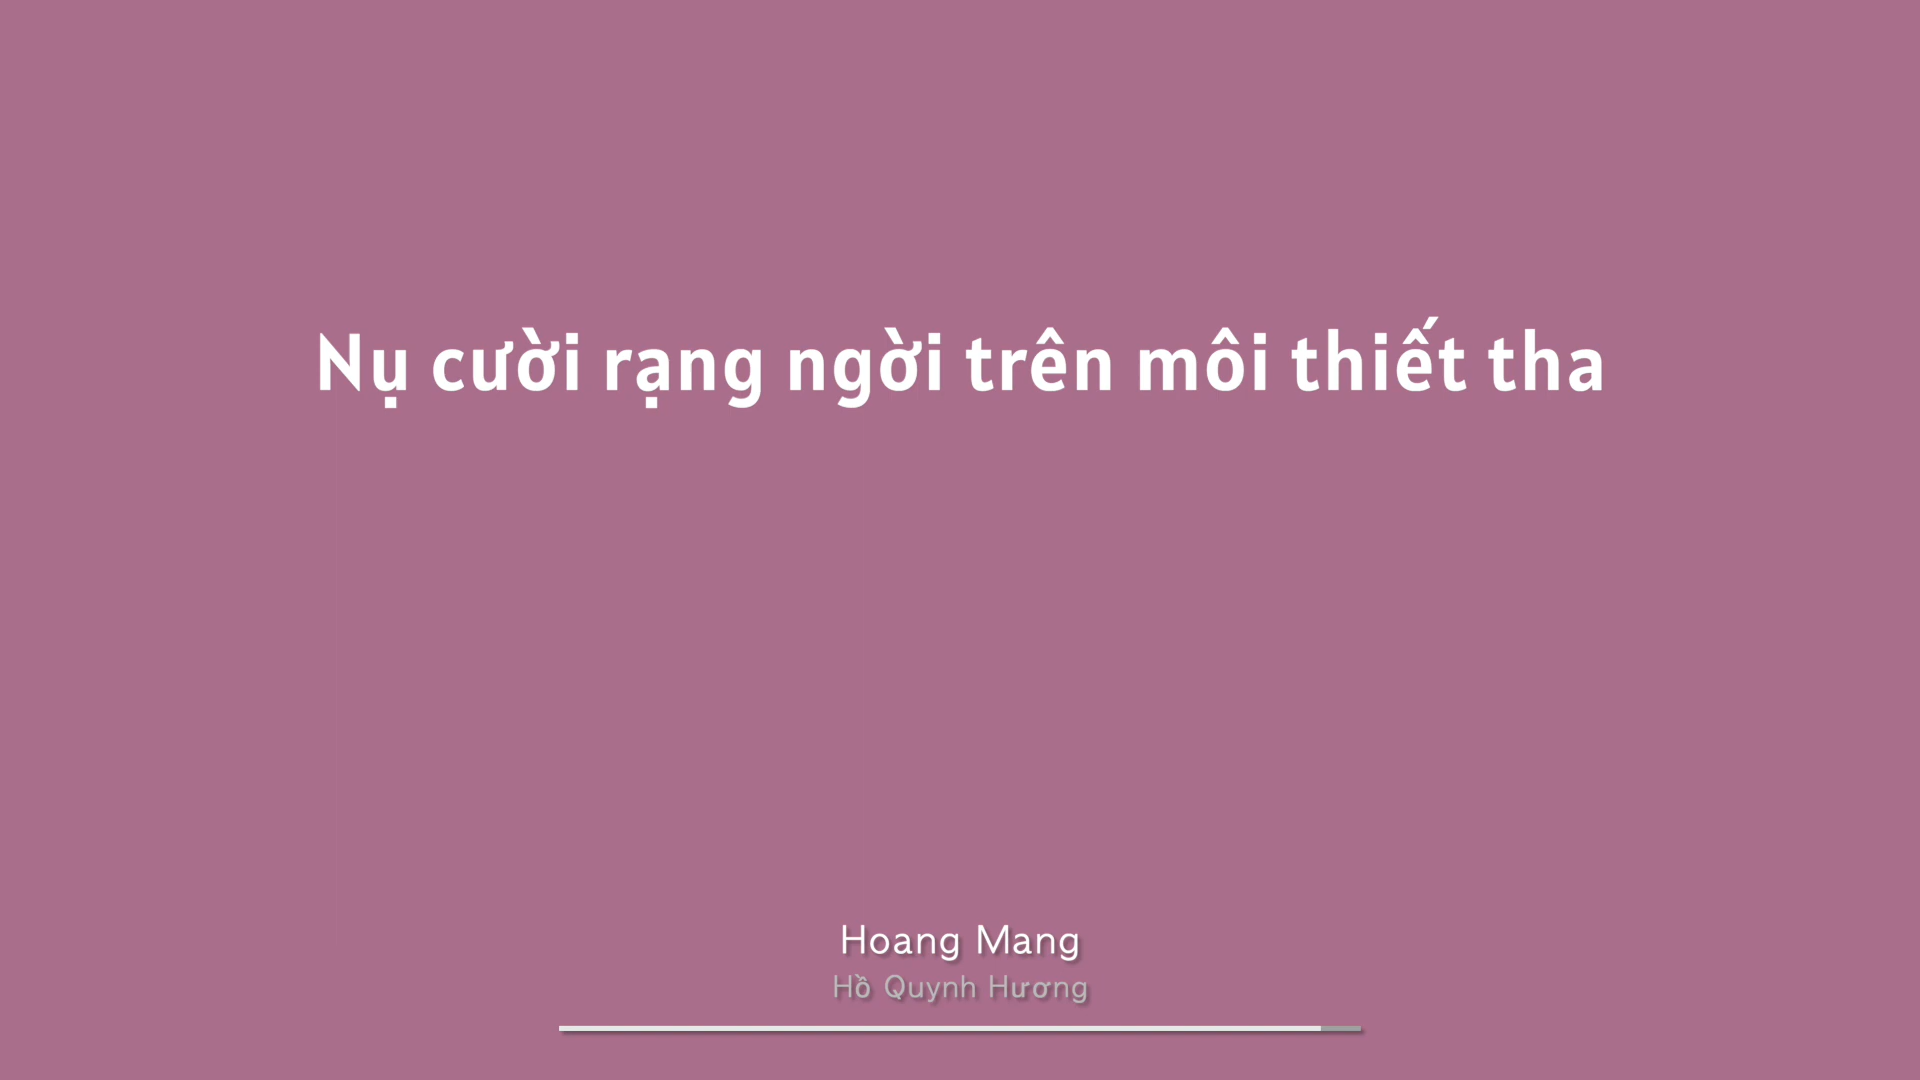 Nụ cười rạng ngời trên môi thiết tha
Hoang Mang
Hồ Quynh Hương